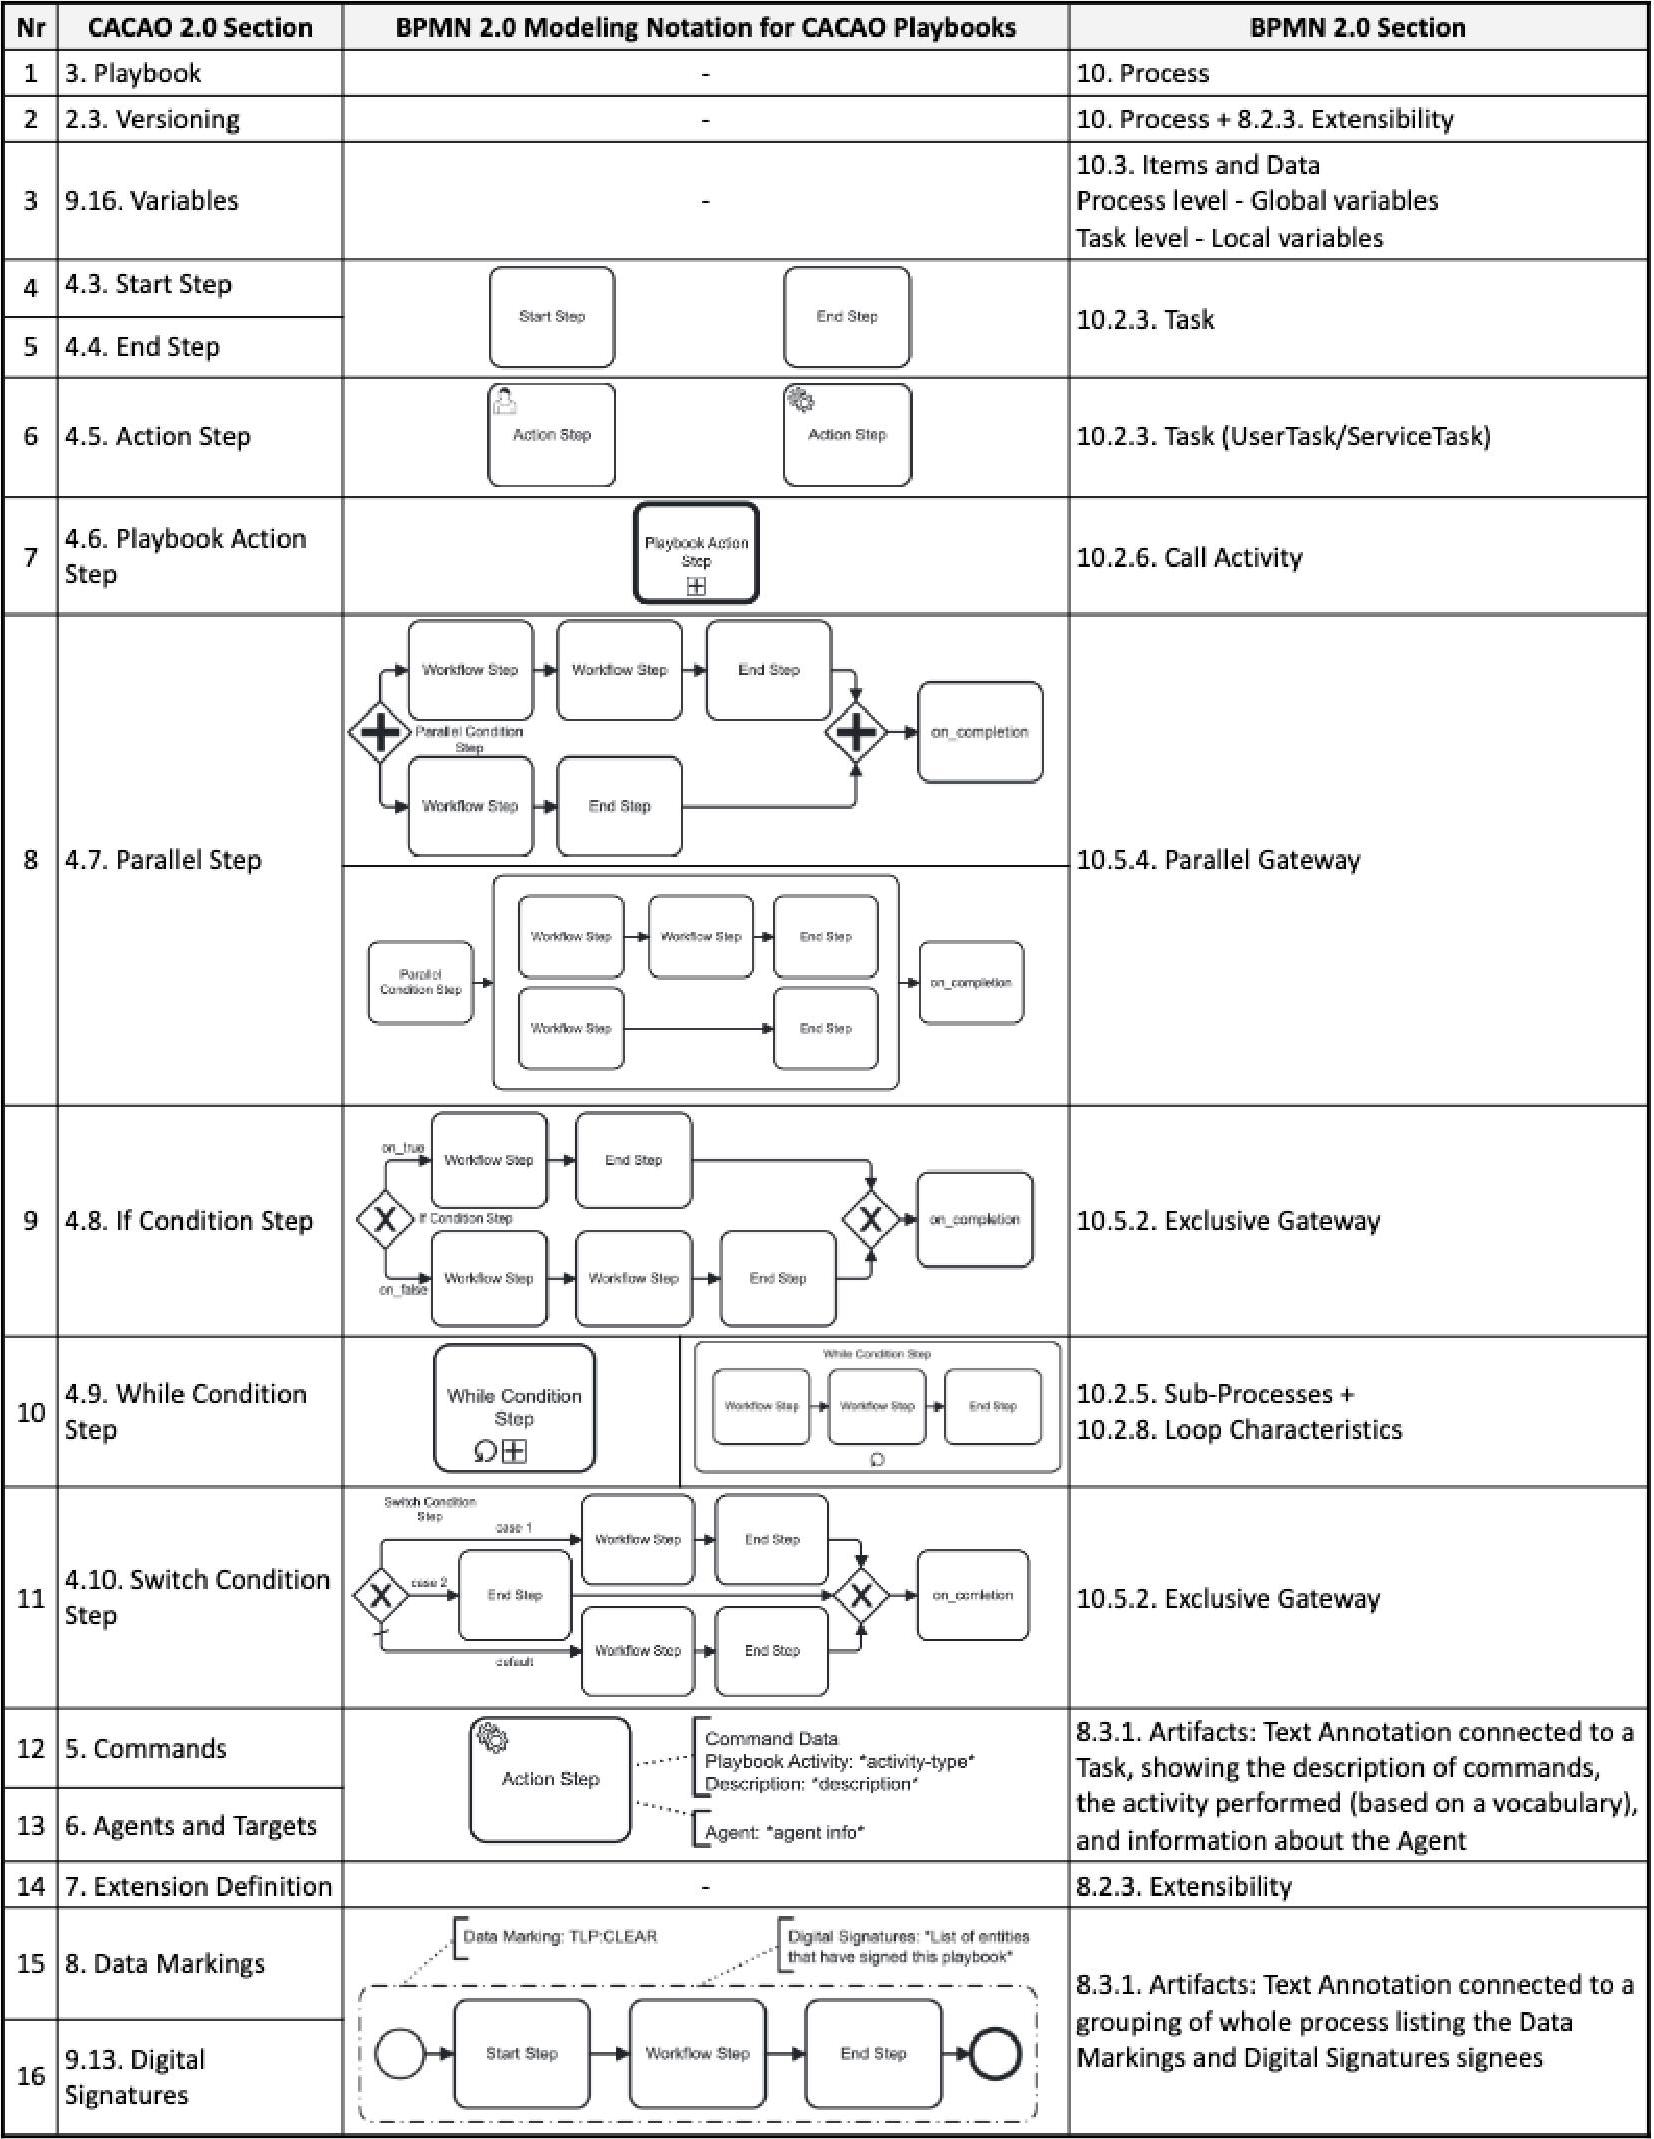 Nr CACAO 2.0 Section BPMN 2.0 Modeling Notation for CACAO Playbooks BPMN 2.0 Section
1 3. Playbook - 10. Process
2 2.3. Versioning - 10. Process + 8.2.3. Extensibility
3 9.16. Variables - 10.3. Items and Data
Process level - Global variables
Task level - Local variables
4 4.3. Start Step
5 4.4. End Step
Start Step End Step
10.2.3. Task
6 4.5. Action Step Action Step Action Step 10.2.3. Task (UserTask/ServiceTask)
7 4.6. Playbook Action
Step
Playbook Action
Step
10.2.6. Call Activity
8 4.7. Parallel Step
Workflow Step Workflow Step End Step
Parallel Condition
Step
on_completion
Workflow Step End Step
Workflow Step Workflow Step End Step
Parallel
Condition Step
on_completion
Workflow Step End Step
10.5.4. Parallel Gateway
9 4.8. If Condition Step
on_true
Workflow Step End Step
If Condition Step
on_completion
on_false
Workflow Step Workflow Step End Step
10.5.2. Exclusive Gateway
10 4.9. While Condition
Step
While Condition
Step
While Condition Step
Workflow Step Workflow Step End Step
10.2.5. Sub-Processes +
10.2.8. Loop Characteristics
11 4.10. Switch Condition
Step
Switch Condition
Step
case 1
Workflow Step End Step
case 2
End Step
on_comletion
default
Workflow Step End Step
10.5.2. Exclusive Gateway
12 5. Commands
13 6. Agents and Targets
Action Step
Command Data
Playbook Activity: *activity-type*
Description: *description*
Agent: *agent info*
8.3.1. Artifacts: Text Annotation connected to a
Task, showing the description of commands,
the activity performed (based on a vocabulary),
and information about the Agent
14 7. Extension Definition - 8.2.3. Extensibility
15 8. Data Markings
16 9.13. Digital
Signatures
Data Marking: TLP:CLEAR
Digital Signatures: *List of entities
that have signed this playbook*
Start Step Workflow Step End Step
8.3.1. Artifacts: Text Annotation connected to a
grouping of whole process listing the Data
Markings and Digital Signatures signees